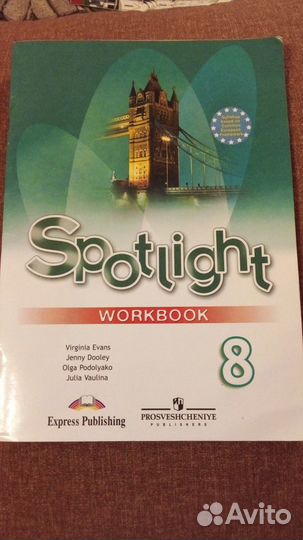 Spotlight
WORKBOOK
Virginia Evans
Jenny Dooley
Olga Podolyako
Julia Vaulina
8
Express Publishing
PROSVESHCHENIYE
PUBLISHERS
Avito